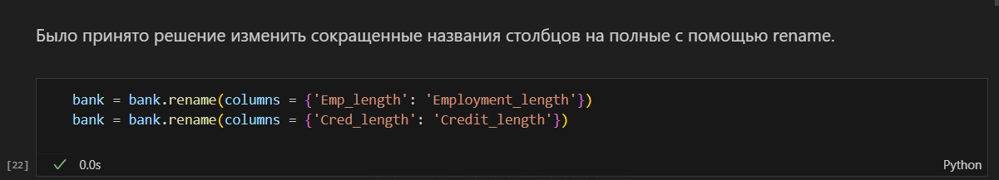 Было принято решение изменить сокращенные названия столбцов на полные с помощью rename.
bank = bank.rename(columns = {'Emp_length': 'Employment_length'})
bank = bank.rename(columns = {'Cred_length': 'Credit_length'})
[22] ✓ 0.0s Python